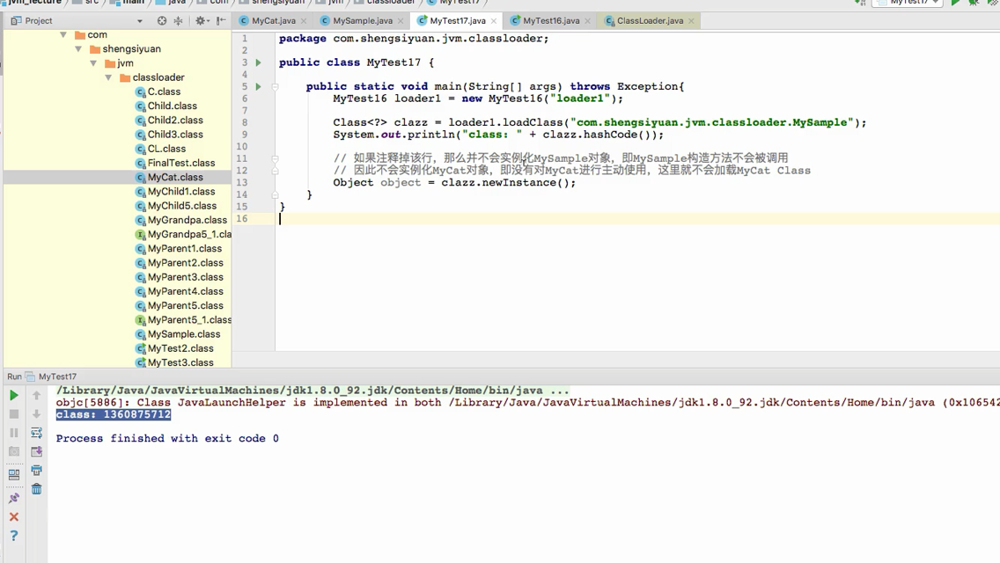 jvm_lecture src main java com shengsiyuan jvm classloader MyTest17 MyTest17
Project
MyCat.java MySample.java MyTest17.java MyTest16.java ClassLoader.java
com
shengsiyuan
jvm
classloader
C.class
Child.class
Child2.class
Child3.class
CL.class
FinalTest.class
MyCat.class
MyChild1.class
MyChild5.class
MyGrandpa.class
MyGrandpa5_1.cla
MyParent1.class
MyParent2.class
MyParent3.class
MyParent4.class
MyParent5.class
MyParent5_1.class
MySample.class
MyTest2.class
MyTest3.class
1 package com.shengsiyuan.jvm.classloader;
2
3 public class MyTest17 {
4
5 public static void main(String[] args) throws Exception{
6 MyTest16 loader1 = new MyTest16("loader1");
7
8 Class<?> clazz = loader1.loadClass("com.shengsiyuan.jvm.classloader.MySample");
9 System.out.println("class: " + clazz.hashCode());
10
11 // 如果注释掉该行，那么并不会实例化MySample对象，即MySample构造方法不会被调用
12 // 因此不会实例化MyCat对象，即没有对MyCat进行主动使用，这里就不会加载MyCat Class
13 Object object = clazz.newInstance();
14 }
15 }
16
Run MyTest17
/Library/Java/JavaVirtualMachines/jdk1.8.0_92.jdk/Contents/Home/bin/java ...
objc[5886]: Class JavaLaunchHelper is implemented in both /Library/Java/JavaVirtualMachines/jdk1.8.0_92.jdk/Contents/Home/bin/java (0x106542
class: 1360875712
Process finished with exit code 0